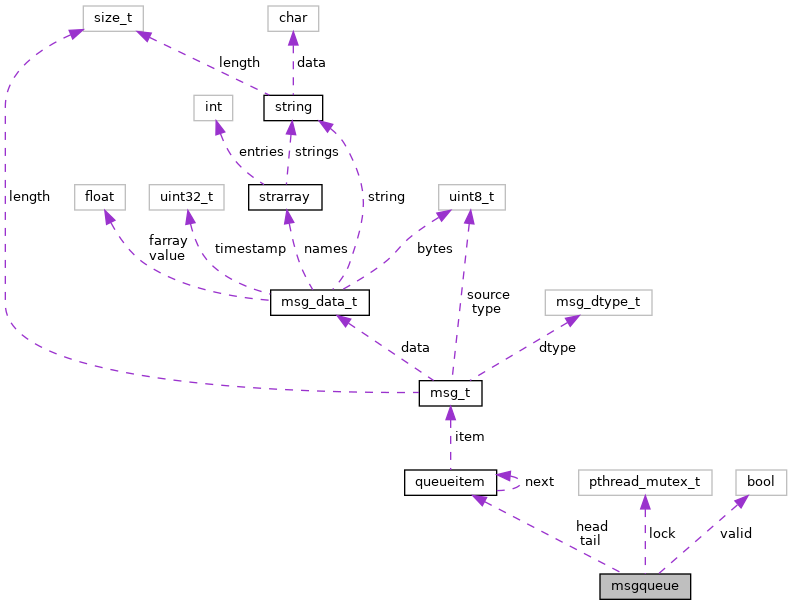 size_t
char
length
data
int
string
entries
strings
length
float
uint32_t
strarray
string
uint8_t
farray
value
timestamp
names
bytes
msg_data_t
source
type
msg_dtype_t
data
dtype
msg_t
item
queueitem
next
pthread_mutex_t
bool
head
tail
lock
valid
msgqueue